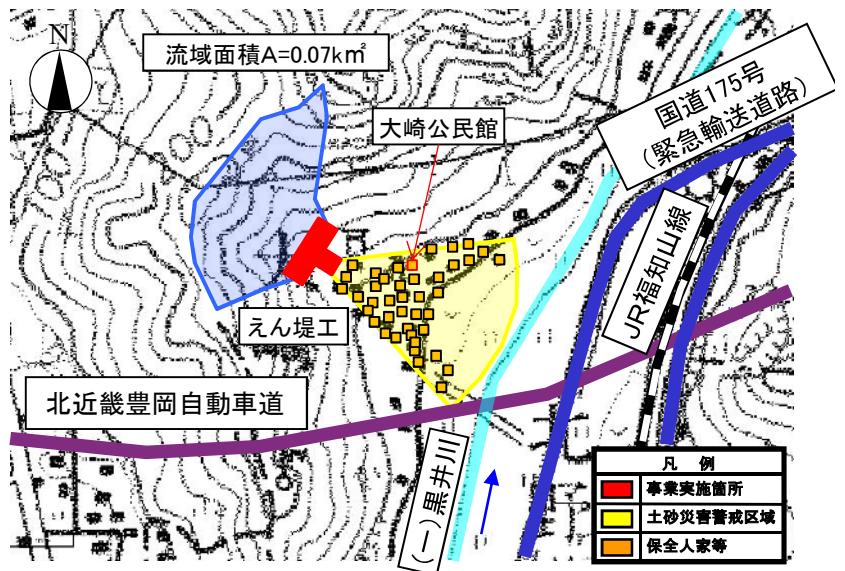 N
流域面積A=0.07k㎡
大崎公民館
国道175号
(緊急輸送道路)
JR福知山線
えん堤工
北近畿豊岡自動車道
(一)黒井川
凡 例
事業実施箇所
土砂災害警戒区域
保全人家等